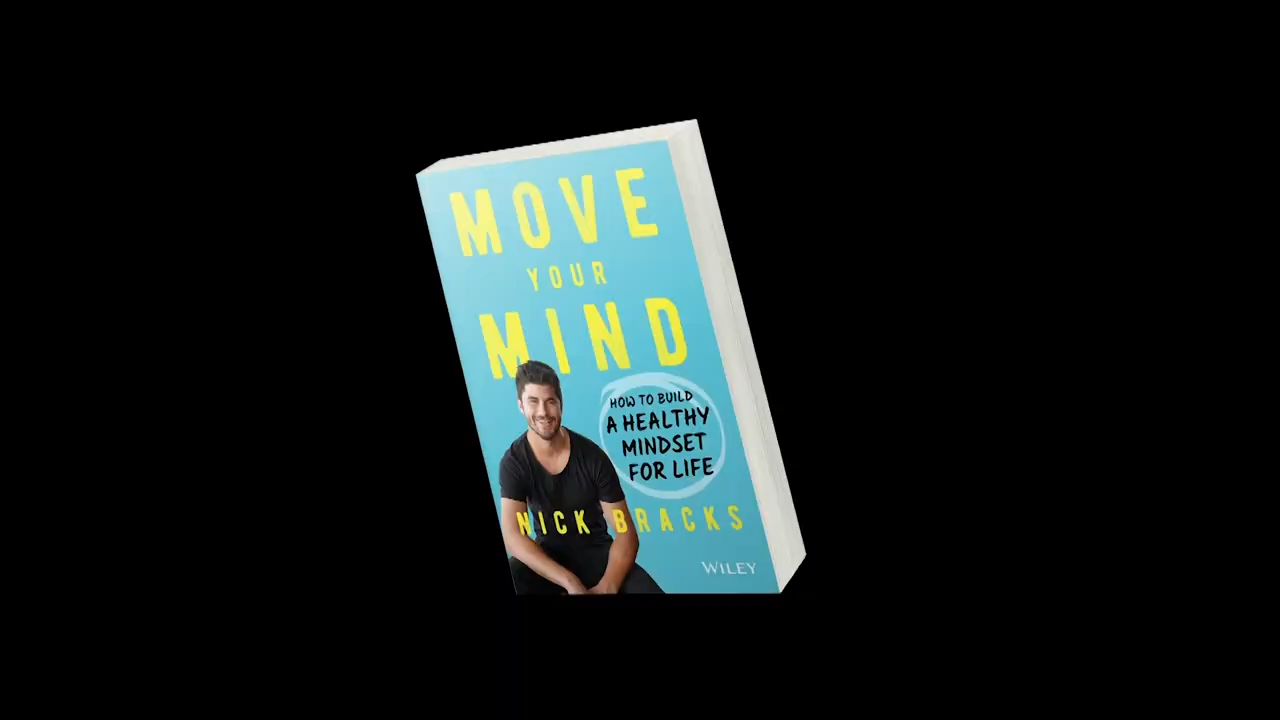 MOVE
YOUR
MIND
HOW TO BUILD
A HEALTHY
MINDSET
FOR LIFE
NICK BRACKS
WILEY